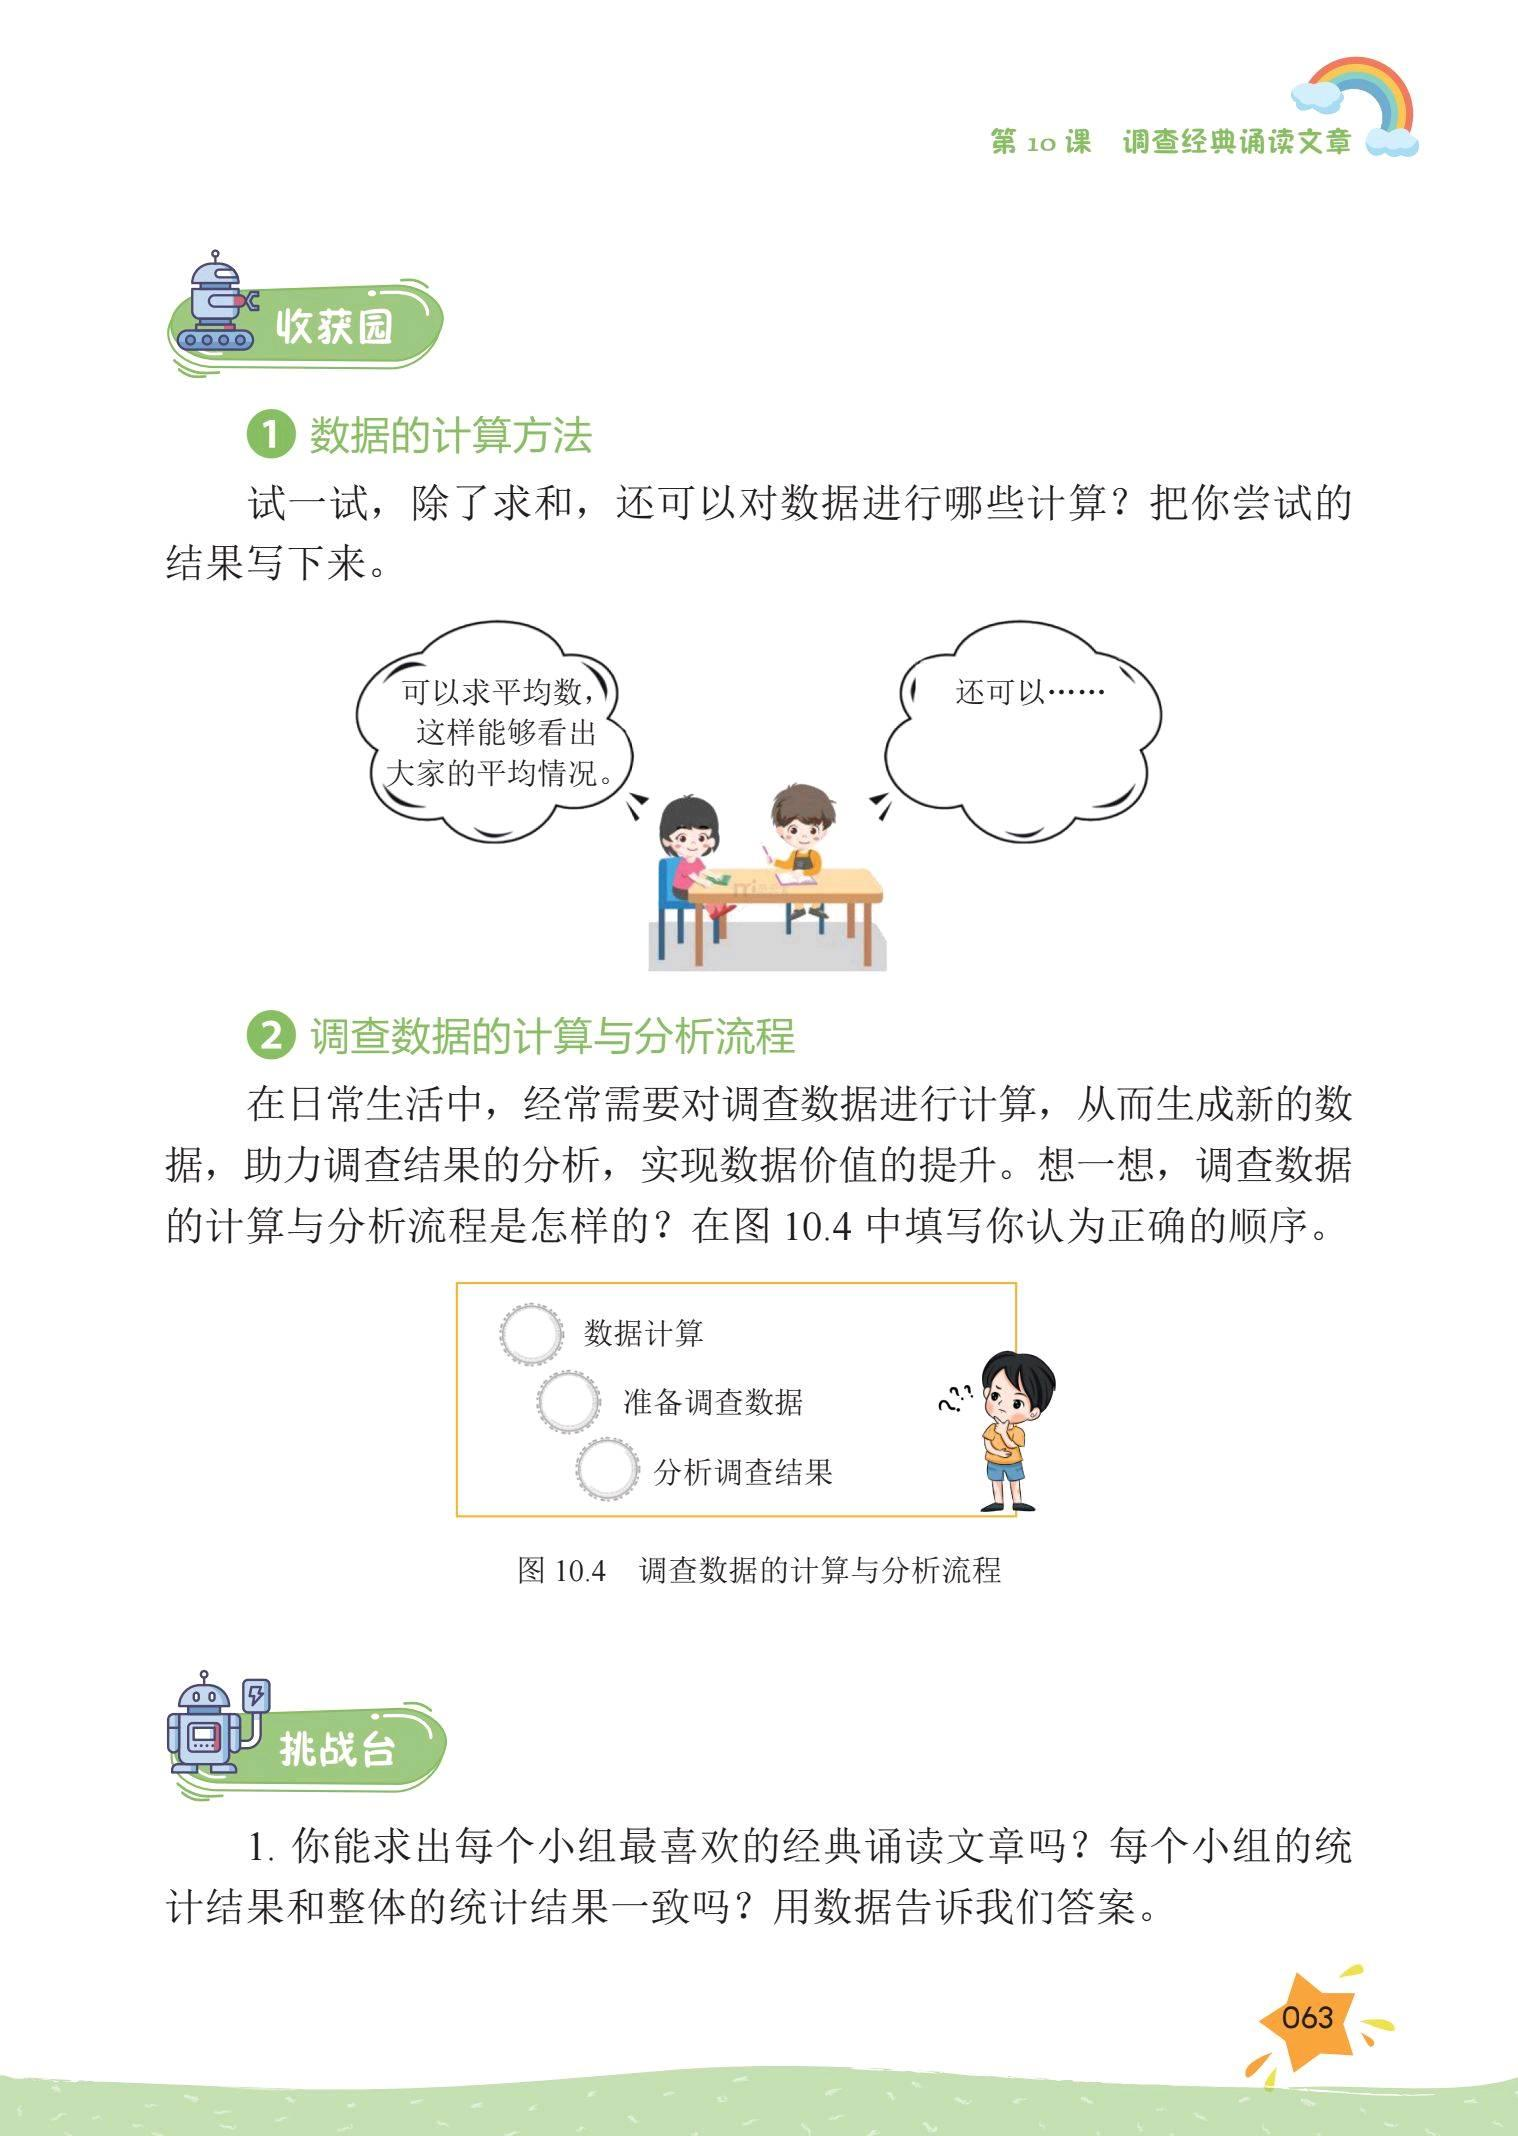 第 10 课　调查经典诵读文章
收获园
1 数据的计算方法
试一试，除了求和，还可以对数据进行哪些计算？把你尝试的
结果写下来。
可以求平均数，
这样能够看出
大家的平均情况。
还可以……
2 调查数据的计算与分析流程
在日常生活中，经常需要对调查数据进行计算，从而生成新的数
据，助力调查结果的分析，实现数据价值的提升。想一想，调查数据
的计算与分析流程是怎样的？在图 10.4 中填写你认为正确的顺序。
数据计算
准备调查数据
???
分析调查结果
图 10.4　调查数据的计算与分析流程
挑战台
1. 你能求出每个小组最喜欢的经典诵读文章吗？每个小组的统
计结果和整体的统计结果一致吗？用数据告诉我们答案。
063